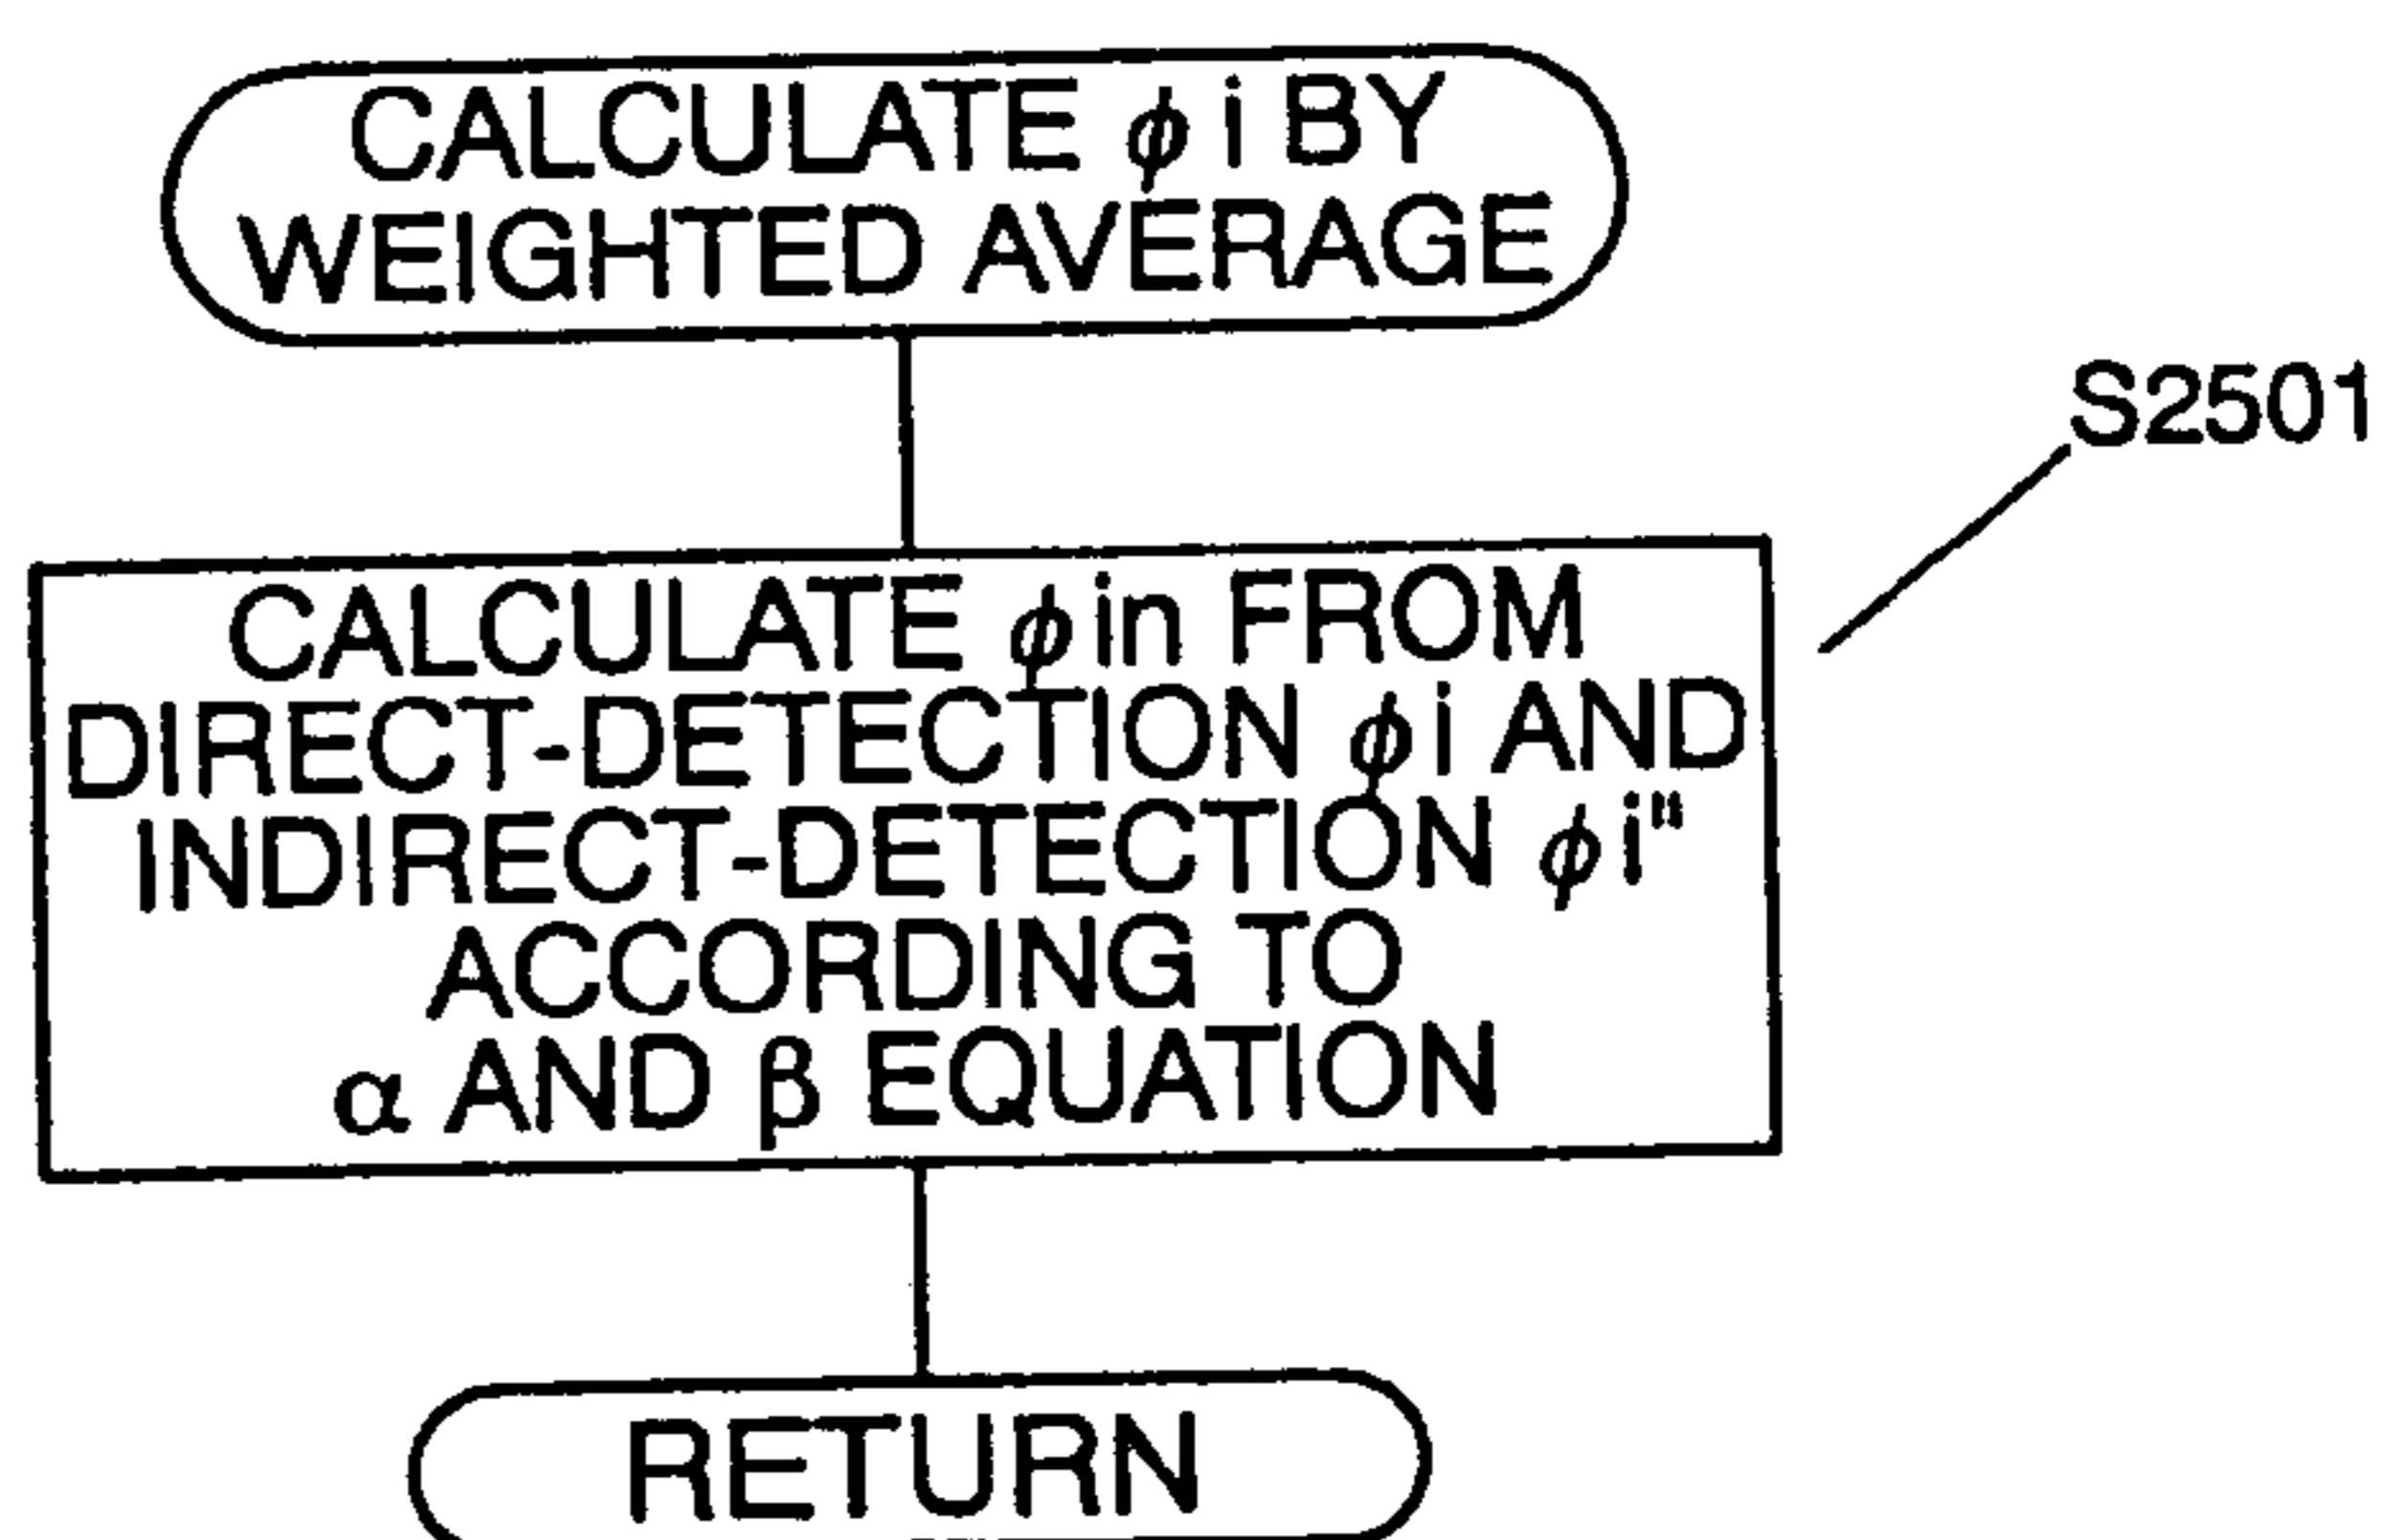 CALCULATE ϕi BY
WEIGHTED AVERAGE
S2501
CALCULATE ϕin FROM
DIRECT-DETECTION ϕi AND
INDIRECT-DETECTION ϕi"
ACCORDING TO
α AND β EQUATION
RETURN